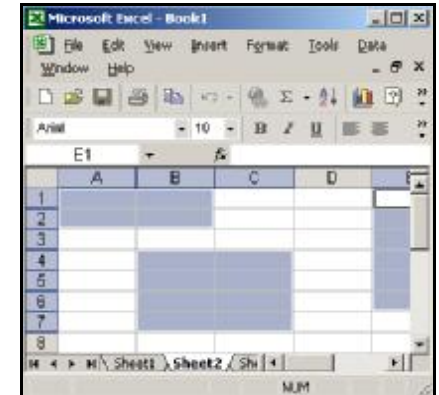 Microsoft Excel - Book1
File Edit View Insert Format Tools Data
Window Help
Arial 10 B I U
E1 fx
A B C D E
1
2
3
4
5
6
7
8
Sheet1 Sheet2 Sh
NUM